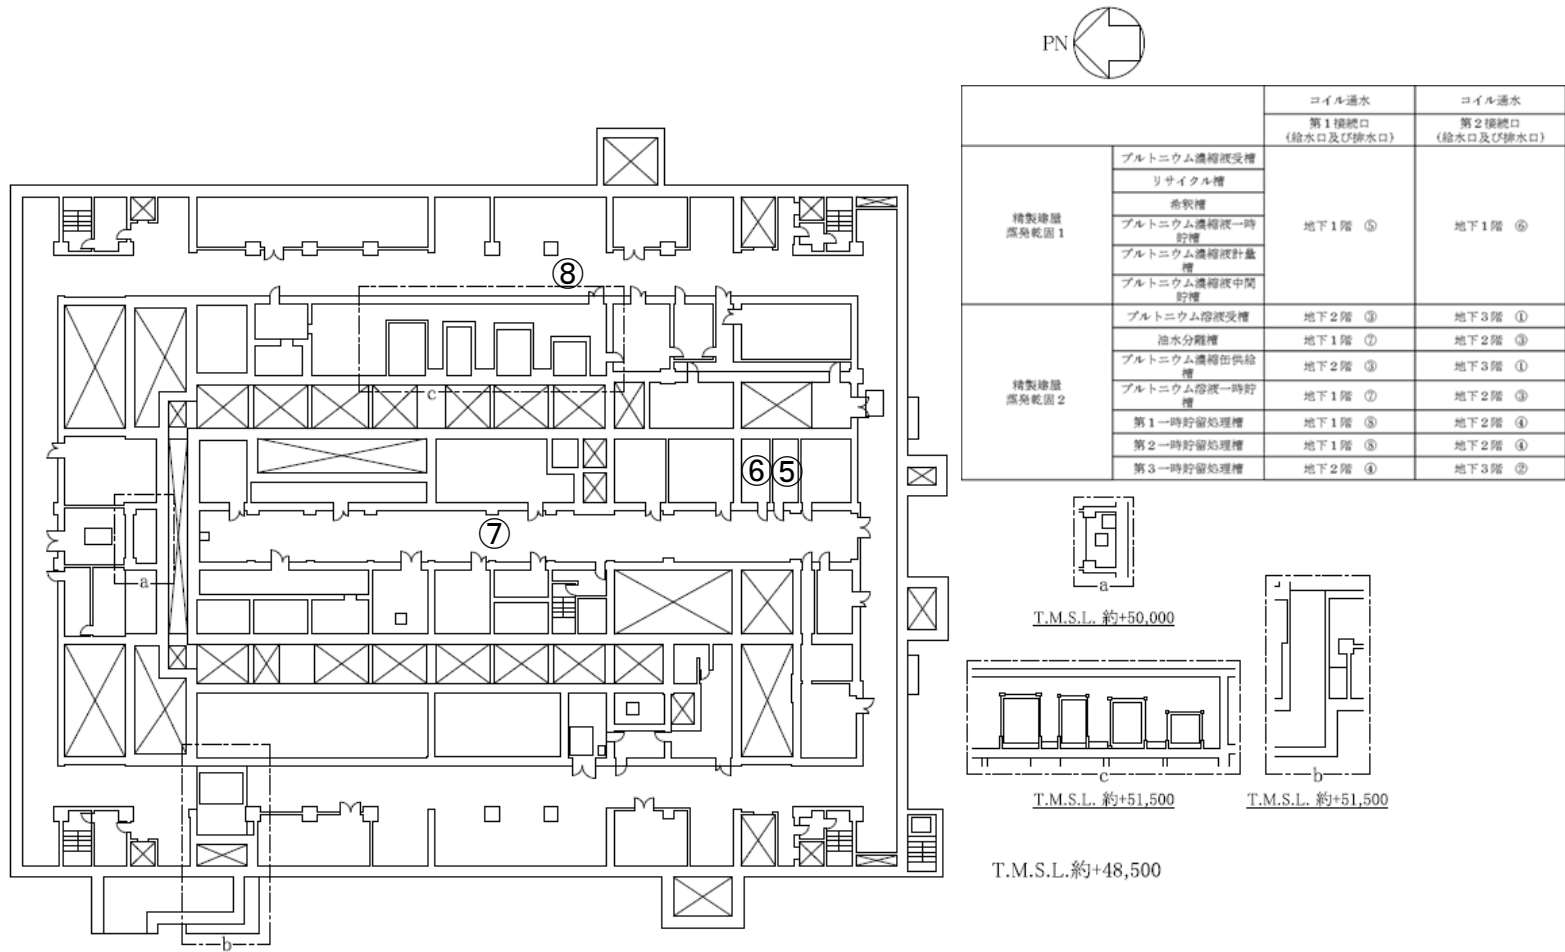 PN
コイル通水
コイル通水
第1接続口
(給水口及び排水口)
第2接続口
(給水口及び排水口)
精製建屋
蒸発乾固1
プルトニウム濃縮液受槽
リサイクル槽
希釈槽
プルトニウム濃縮液一時
貯槽
プルトニウム濃縮液計量
槽
プルトニウム濃縮液中間
貯槽
地下1階 ⑤
地下1階 ⑥
精製建屋
蒸発乾固2
プルトニウム溶液受槽
地下2階 ③
地下3階 ①
油水分離槽
地下1階 ⑦
地下2階 ③
プルトニウム濃縮缶供給
槽
地下2階 ③
地下3階 ①
プルトニウム溶液一時貯
槽
地下1階 ⑦
地下2階 ③
第1一時貯留処理槽
地下1階 ⑧
地下2階 ④
第2一時貯留処理槽
地下1階 ⑧
地下2階 ④
第3一時貯留処理槽
地下2階 ④
地下3階 ②
⑧
c
⑥
⑤
⑦
a
b
a
T.M.S.L. 約+50,000
c
T.M.S.L. 約+51,500
b
T.M.S.L. 約+51,500
T.M.S.L.約+48,500